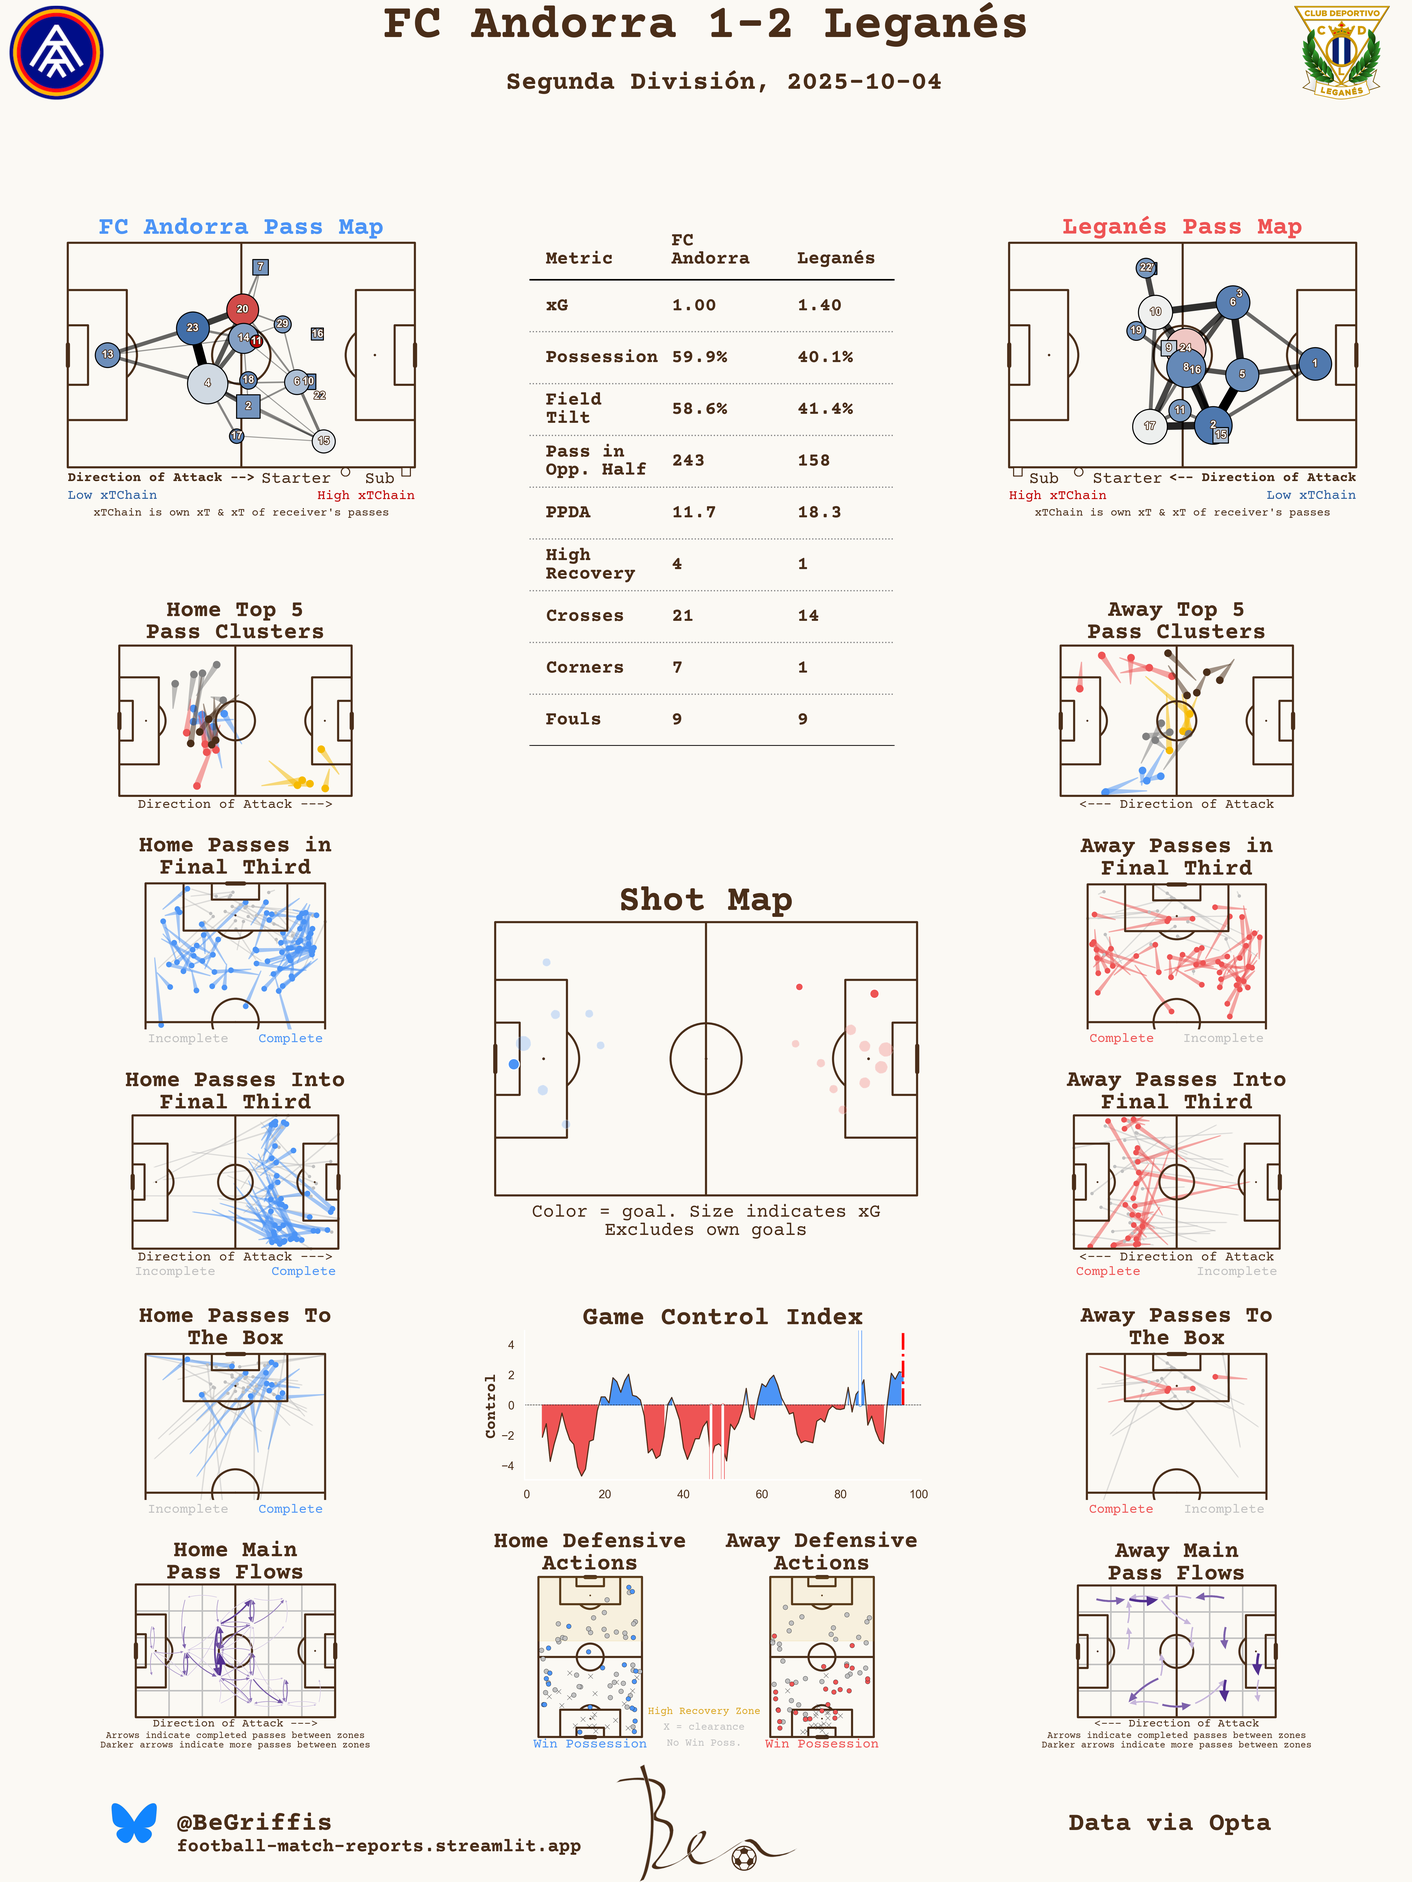 FC Andorra 1-2 Leganés
Segunda División, 2025-10-04
CLUB DEPORTIVO
C V D
L
LEGANÉS
FC Andorra Pass Map
7
20
23
14
11
29
16
13
4
18
6
10
22
2
17
15
Direction of Attack --> Starter Sub
Low xTChain High xTChain
xTChain is own xT & xT of receiver's passes
Metric FC Andorra Leganés
xG 1.00 1.40
Possession 59.9% 40.1%
Field Tilt 58.6% 41.4%
Pass in Opp. Half 243 158
PPDA 11.7 18.3
High Recovery 4 1
Crosses 21 14
Corners 7 1
Fouls 9 9
Leganés Pass Map
22
3
6
10
19
9
24
8
16
5
1
11
17
2
15
Sub Starter <-- Direction of Attack
High xTChain Low xTChain
xTChain is own xT & xT of receiver's passes
Home Top 5
Pass Clusters
Direction of Attack --->
Away Top 5
Pass Clusters
<--- Direction of Attack
Home Passes in
Final Third
Incomplete Complete
Away Passes in
Final Third
Complete Incomplete
Shot Map
Color = goal. Size indicates xG
Excludes own goals
Home Passes Into
Final Third
Direction of Attack --->
Incomplete Complete
Away Passes Into
Final Third
<--- Direction of Attack
Complete Incomplete
Home Passes To
The Box
Incomplete Complete
Game Control Index
Control
4
2
0
−2
−4
0 20 40 60 80 100
Away Passes To
The Box
Complete Incomplete
Home Main
Pass Flows
Direction of Attack --->
Arrows indicate completed passes between zones
Darker arrows indicate more passes between zones
Home Defensive
Actions
Win Possession
High Recovery Zone
X = clearance
No Win Poss.
Away Defensive
Actions
Win Possession
Away Main
Pass Flows
<--- Direction of Attack
Arrows indicate completed passes between zones
Darker arrows indicate more passes between zones
@BeGriffis
football-match-reports.streamlit.app
Ben
Data via Opta